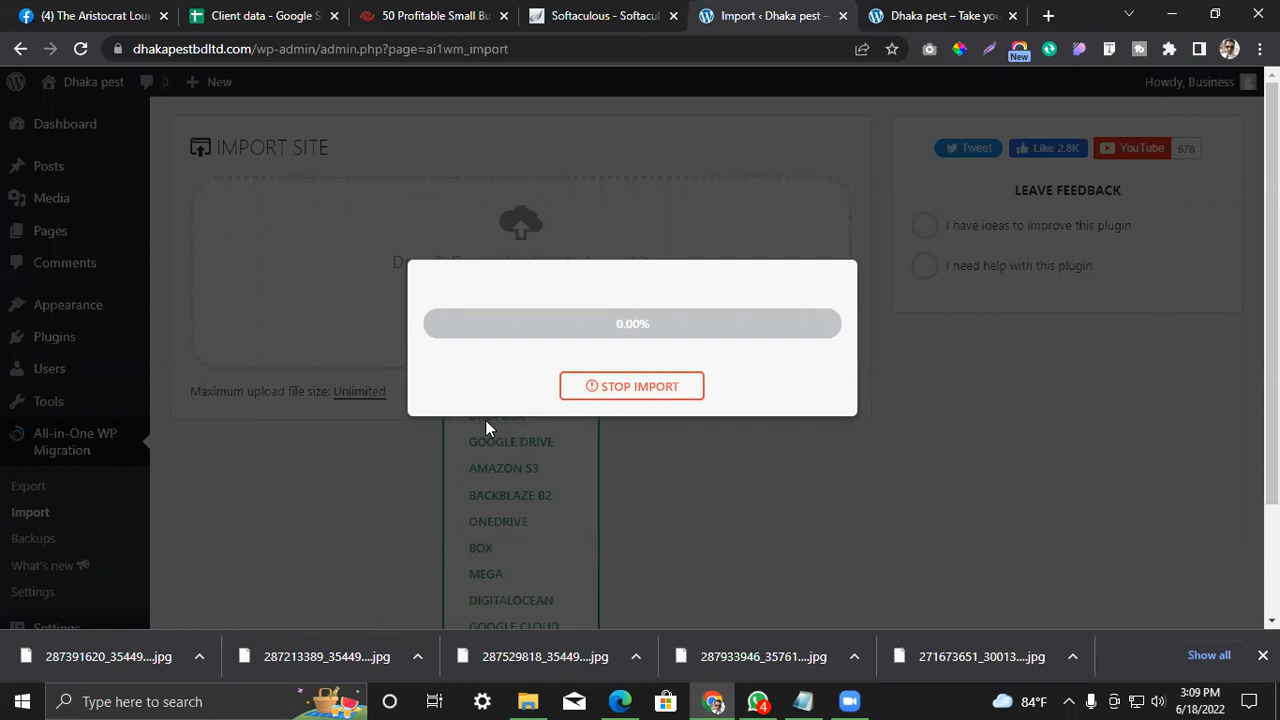 (4) The Aristocrat Lou
Client data - Google S
50 Profitable Small Bu
Softaculous - Softacul
Import ‹ Dhaka pest —
Dhaka pest – Take you
dhakapestbdltd.com/wp-admin/admin.php?page=ai1wm_import
New
Dhaka pest
New
Howdy, Business
Dashboard
Posts
Media
Pages
Comments
Appearance
Plugins
Users
Tools
All-in-One WP
Migration
Export
Import
Backups
What's new
Settings
Settings
IMPORT SITE
Maximum upload file size: Unlimited
0.00%
STOP IMPORT
GOOGLE DRIVE
AMAZON S3
BACKBLAZE B2
ONEDRIVE
BOX
MEGA
DIGITALOCEAN
GOOGLE CLOUD
Tweet
Like 2.8K
YouTube
678
LEAVE FEEDBACK
I have ideas to improve this plugin
I need help with this plugin
287391620_35449....jpg
287213389_35449....jpg
287529818_35449....jpg
287933946_35761....jpg
271673651_30013....jpg
Show all
Type here to search
4
84°F
3:09 PM
6/18/2022